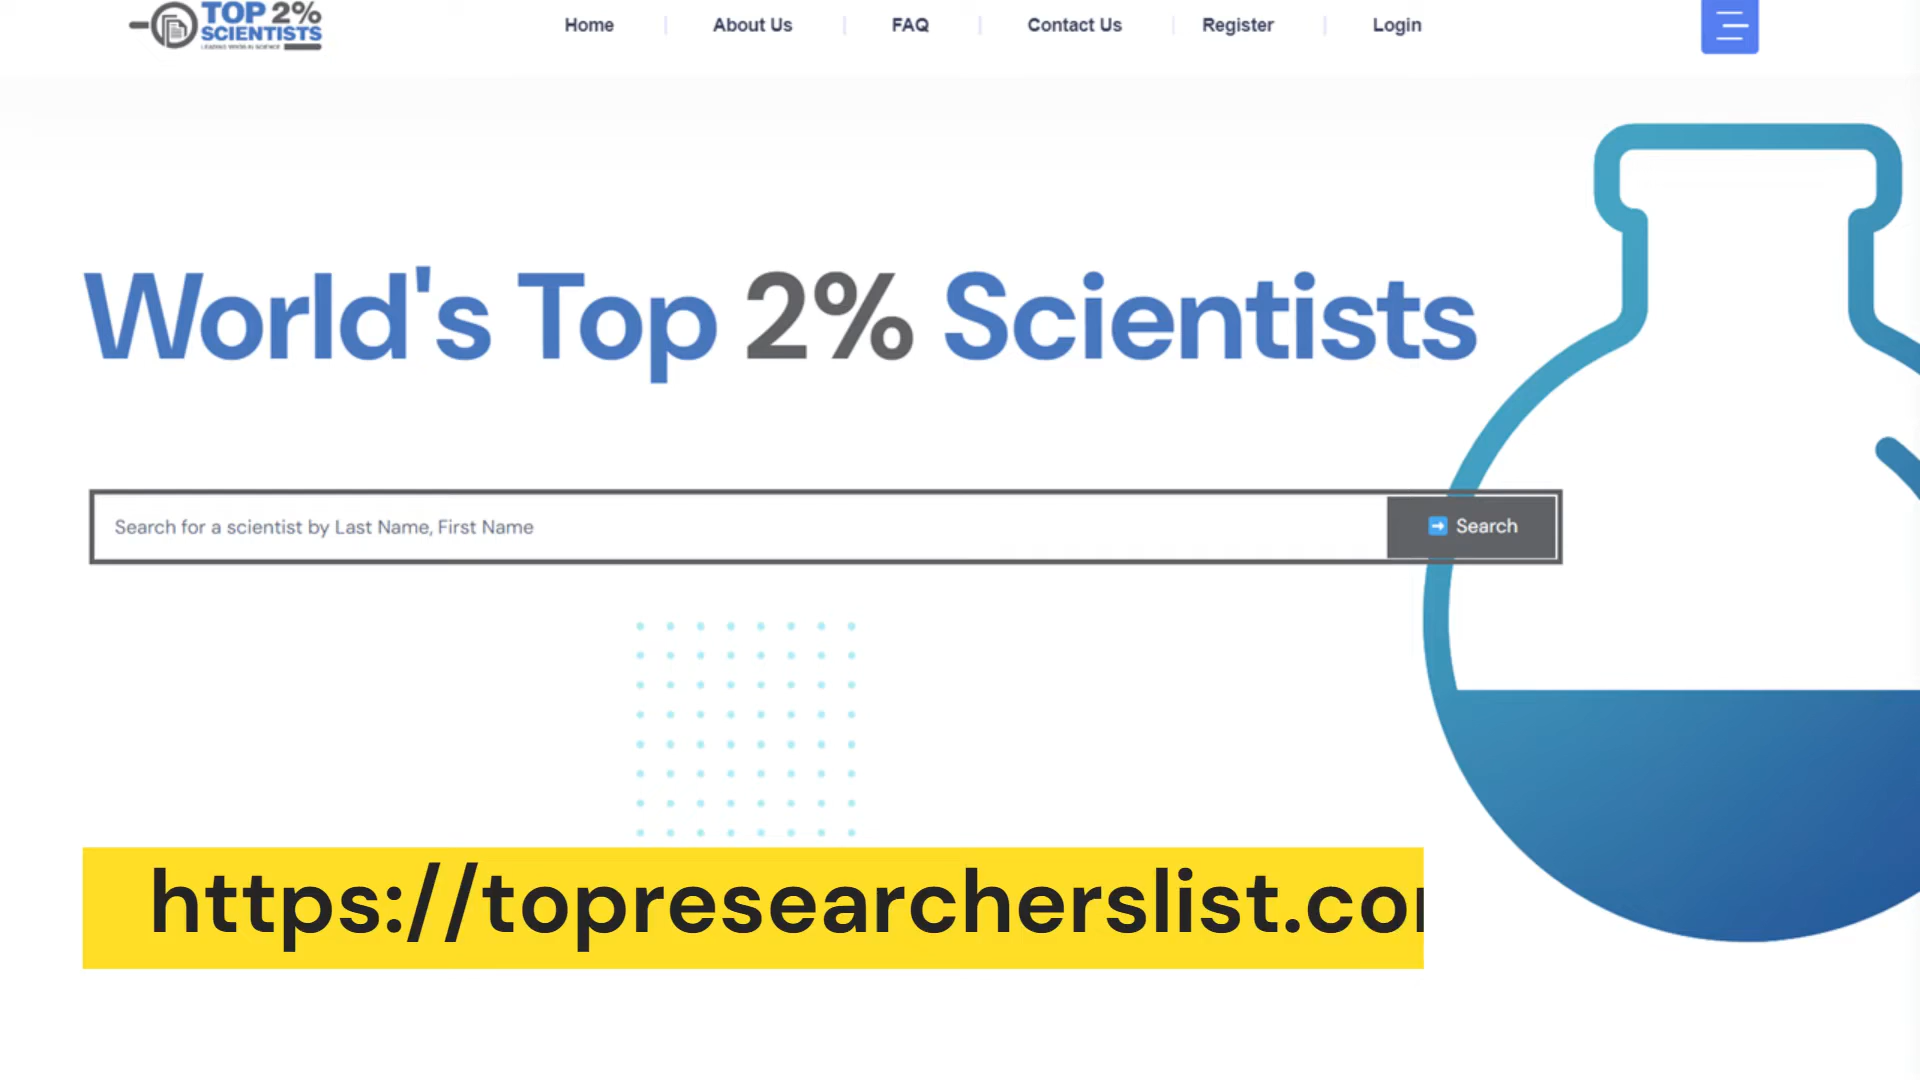 TOP 2%
SCIENTISTS
Home
About Us
FAQ
Contact Us
Register
Login
World's Top 2% Scientists
Search for a scientist by Last Name, First Name
Search
https://topresearcherslist.co